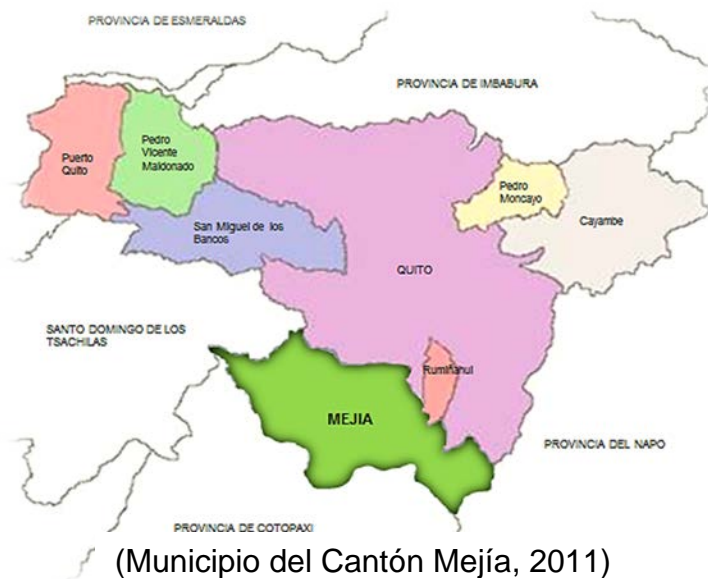 PROVINCIA DE ESMERALDAS
PROVINCIA DE IMBABURA
Pedro
Vicente
Maldonado
Puerto
Quito
Pedro
Moncayo
Cayambe
San Miguel de los
Bancos
QUITO
SANTO DOMINGO DE LOS
TSACHILAS
Rumiñahui
MEJIA
PROVINCIA DEL NAPO
PROVINCIA DE COTOPAXI
(Municipio del Cantón Mejía, 2011)